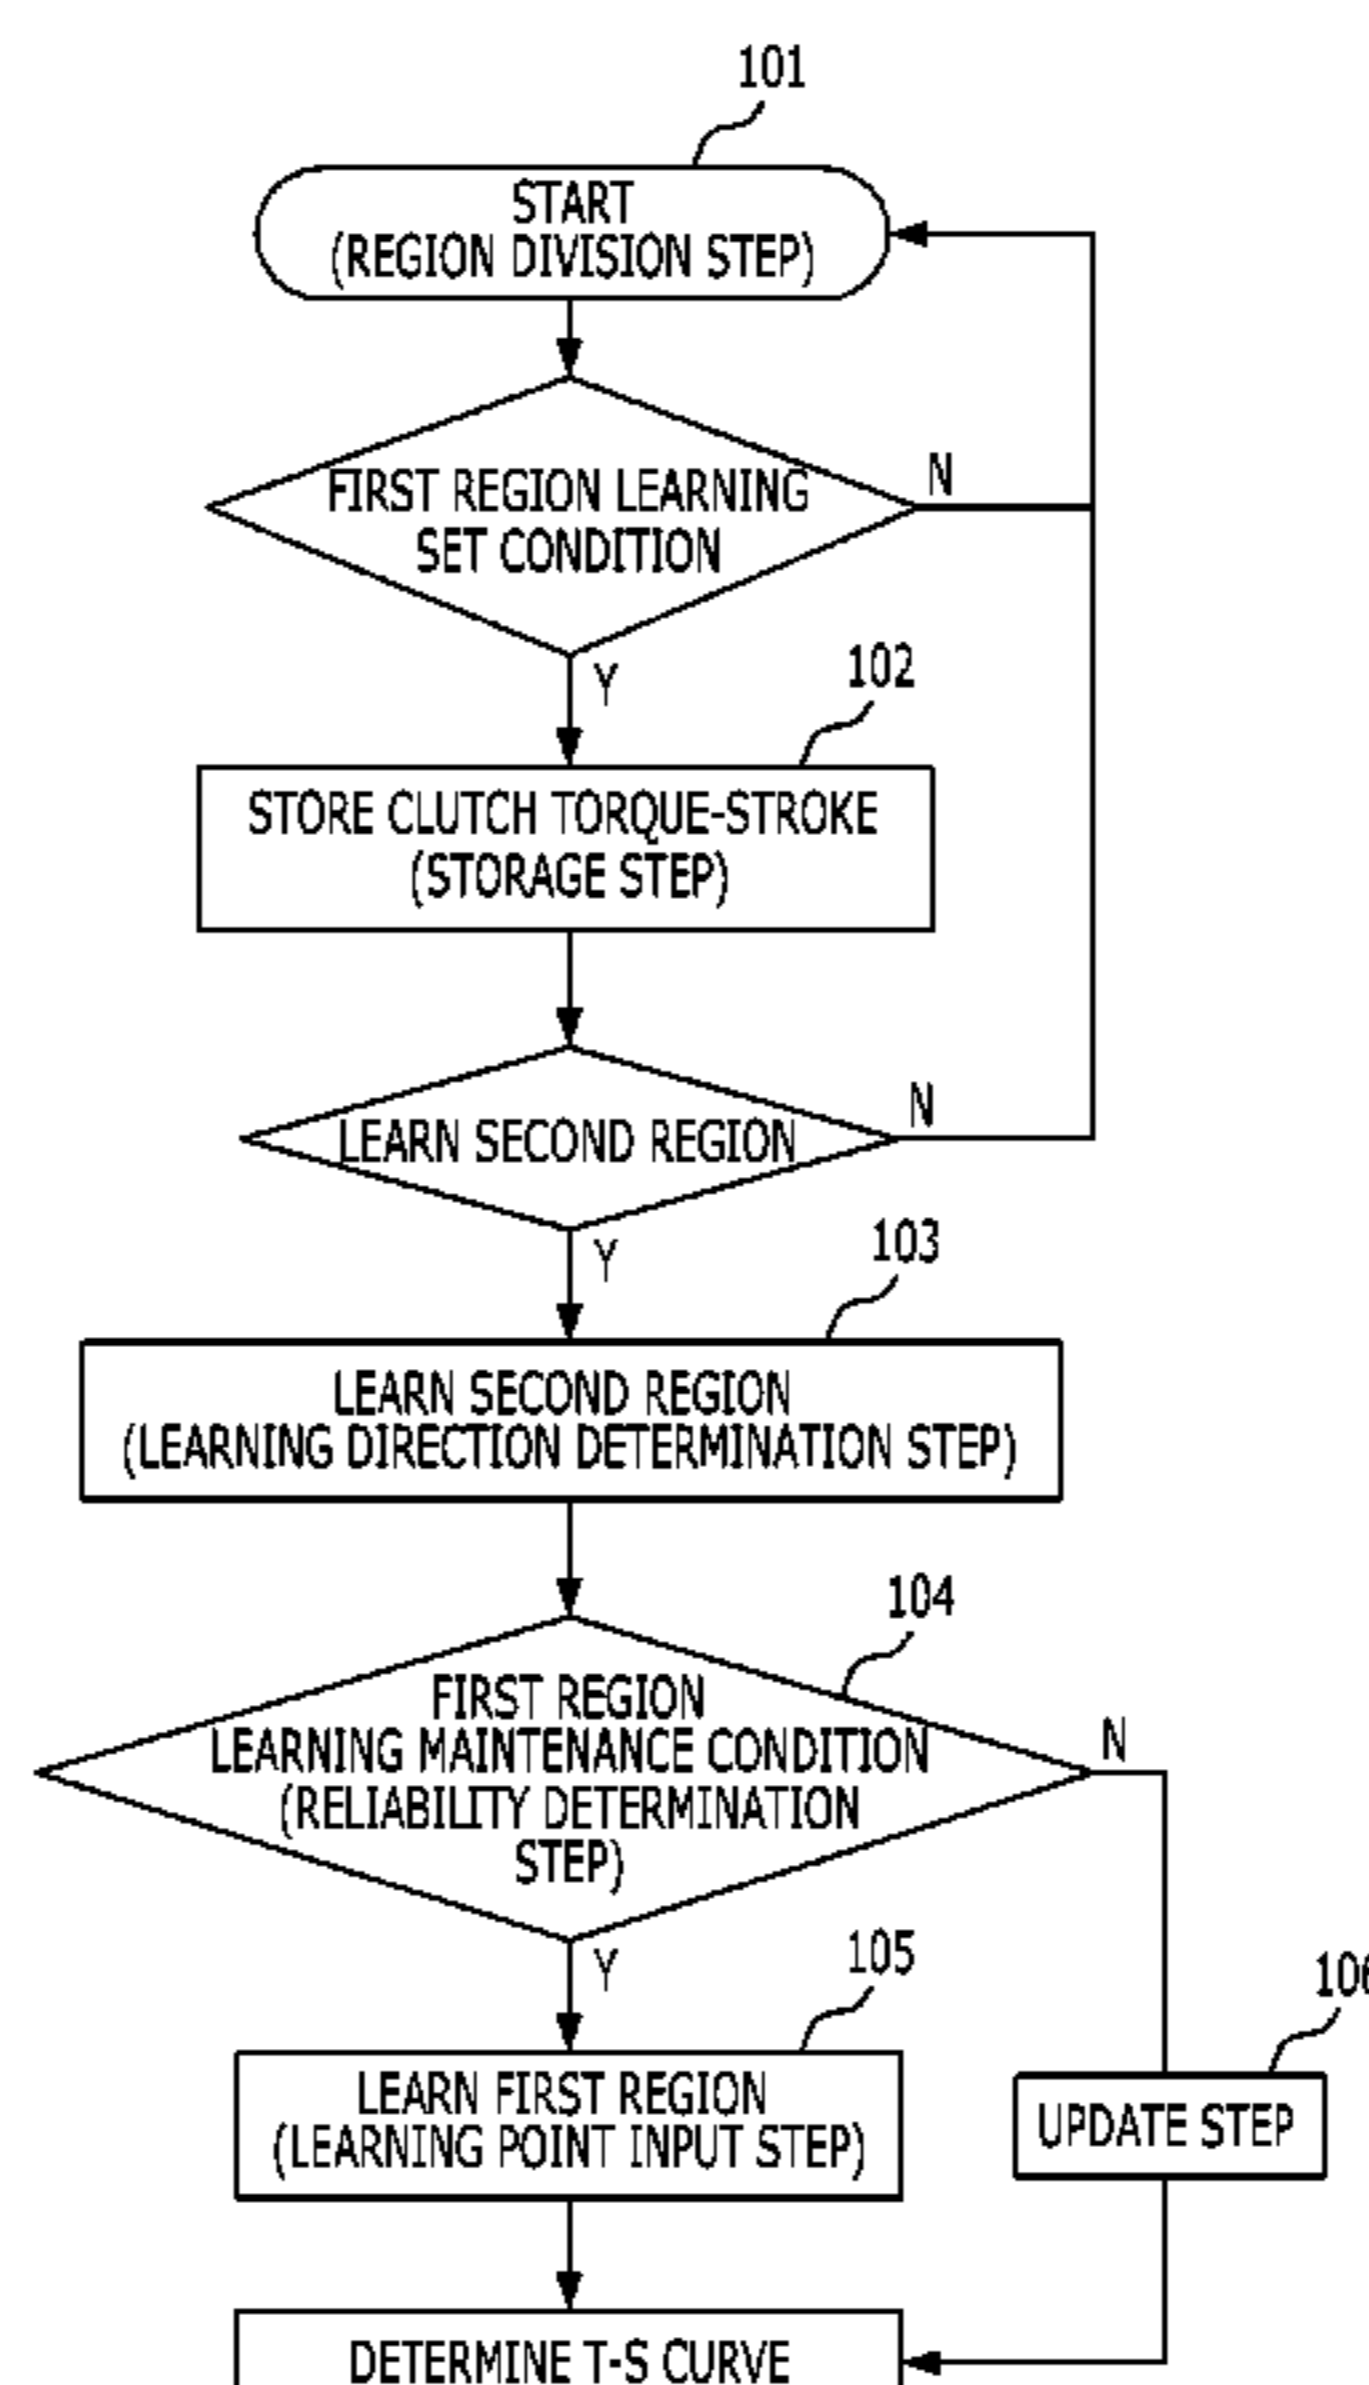 101
START
(REGION DIVISION STEP)
FIRST REGION LEARNING
SET CONDITION
N
Y
102
STORE CLUTCH TORQUE-STROKE
(STORAGE STEP)
LEARN SECOND REGION
N
Y
103
LEARN SECOND REGION
(LEARNING DIRECTION DETERMINATION STEP)
104
FIRST REGION
LEARNING MAINTENANCE CONDITION
(RELIABILITY DETERMINATION
STEP)
N
Y
105
106
LEARN FIRST REGION
(LEARNING POINT INPUT STEP)
UPDATE STEP
DETERMINE T-S CURVE